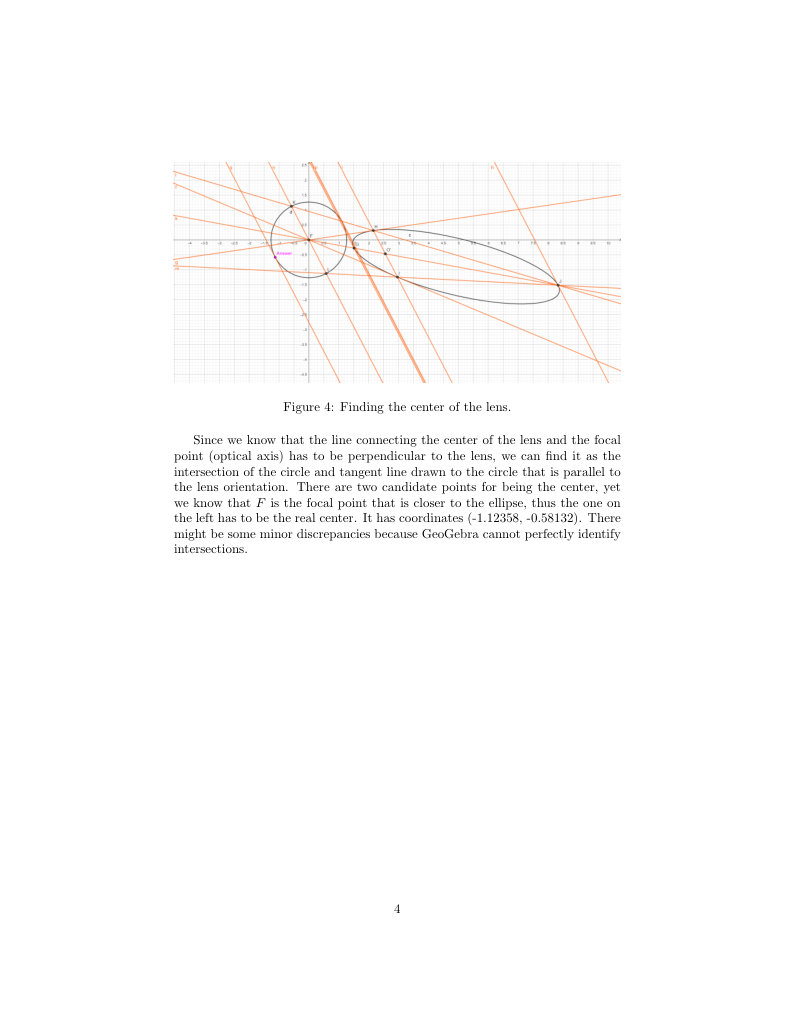 Answer
Figure 4: Finding the center of the lens.
Since we know that the line connecting the center of the lens and the focal
point (optical axis) has to be perpendicular to the lens, we can find it as the
intersection of the circle and tangent line drawn to the circle that is parallel to
the lens orientation. There are two candidate points for being the center, yet
we know that F is the focal point that is closer to the ellipse, thus the one on
the left has to be the real center. It has coordinates (-1.12358, -0.58132). There
might be some minor discrepancies because GeoGebra cannot perfectly identify
intersections.
4